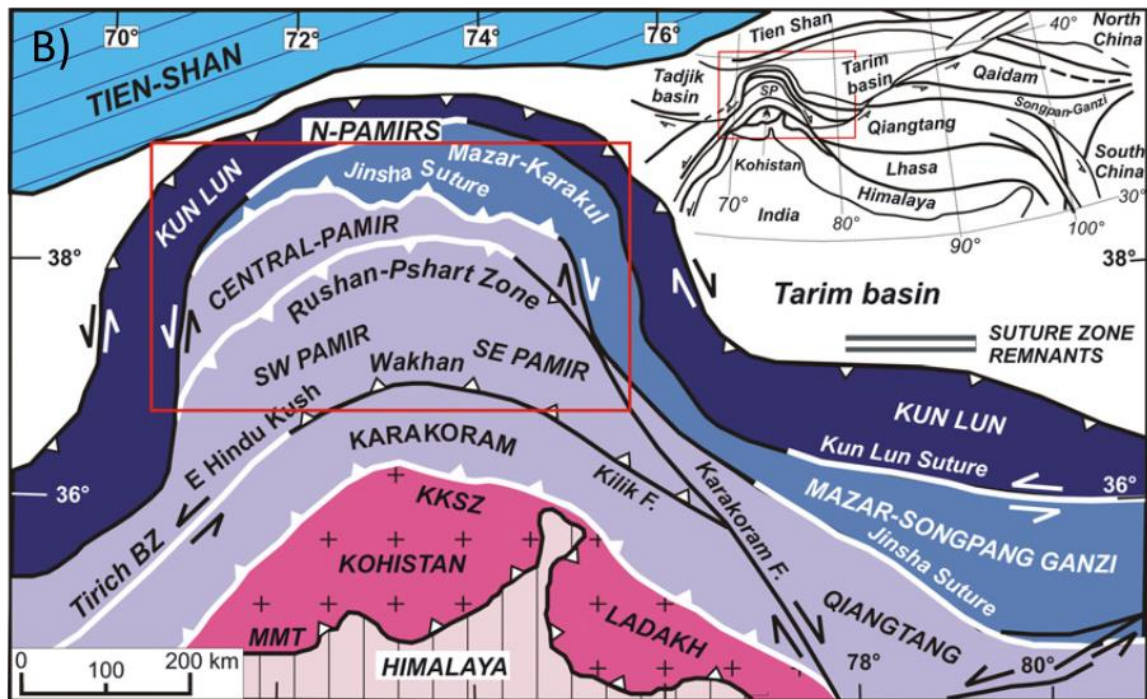 B)
70°
72°
74°
76°
TIEN-SHAN
N-PAMIRS
Mazar-Karakul
Jinsha Suture
KUN LUN
38°
CENTRAL-PAMIR
Rushan-Pshart Zone
SW PAMIR
SE PAMIR
Wakhan
E Hindu Kush
KARAKORAM
36°
Kilik F.
Karakoram F.
KKSZ
Tirich BZ
KOHISTAN
MMT
LADAKH
HIMALAYA
0
100
200 km
Tien Shan
40°
North
China
Tadjik
basin
Tarim
basin
Qaidam
SP
Songpan-Ganzi
Qiangtang
Kohistan
Lhasa
South
China
Himalaya
70°
India
80°
90°
100°
30°
38°
Tarim basin
SUTURE ZONE
REMNANTS
KUN LUN
Kun Lun Suture
36°
MAZAR-SONGPANG GANZI
Jinsha Suture
QIANGTANG
78°
80°